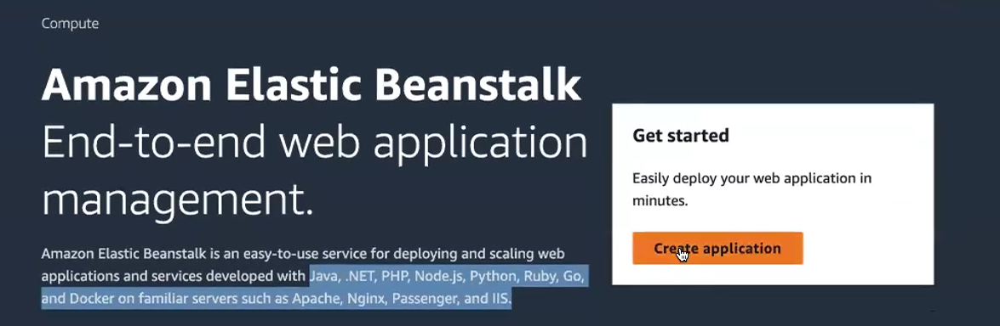 Compute
Amazon Elastic Beanstalk
End-to-end web application
management.
Amazon Elastic Beanstalk is an easy-to-use service for deploying and scaling web
applications and services developed with Java, .NET, PHP, Node.js, Python, Ruby, Go,
and Docker on familiar servers such as Apache, Nginx, Passenger, and IIS.
Get started
Easily deploy your web application in
minutes.
Create application